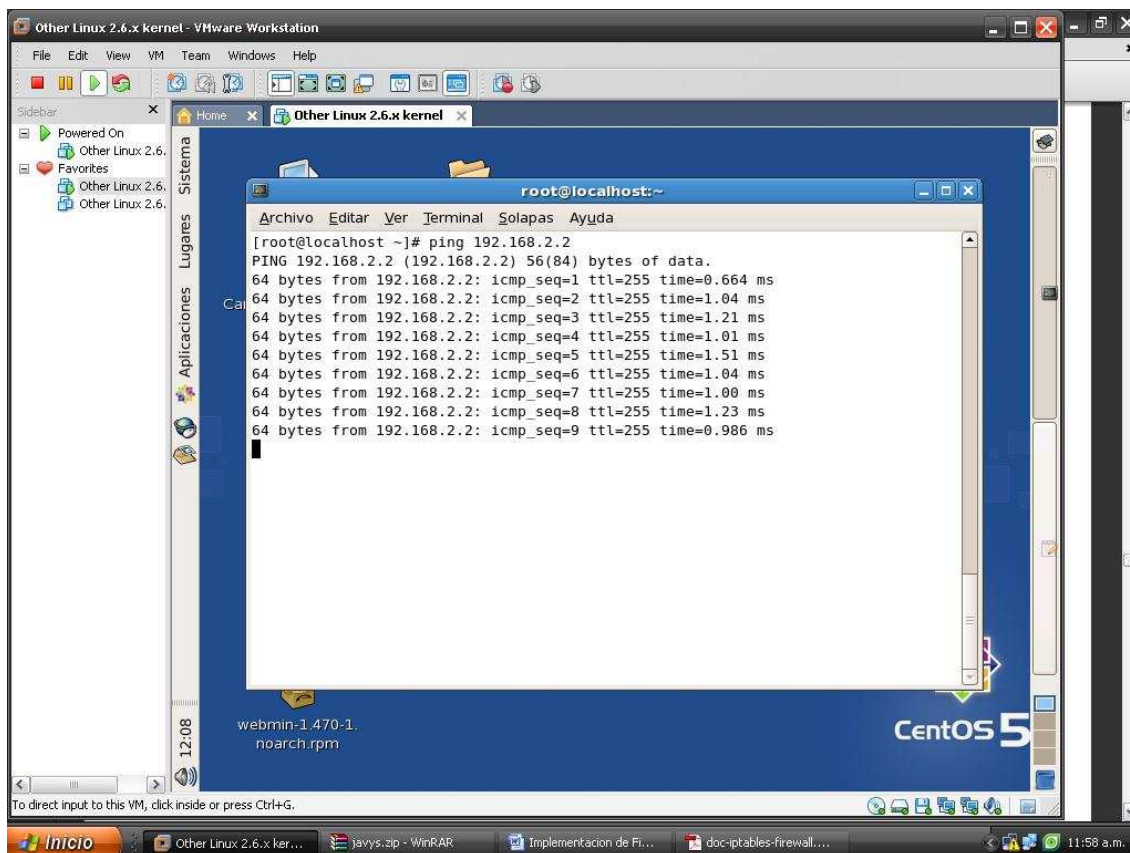 Other Linux 2.6.x kernel - VMware Workstation
File Edit View VM Team Windows Help
Sidebar
Powered On
Other Linux 2.6.
Favorites
Other Linux 2.6.
Other Linux 2.6.
Home
Other Linux 2.6.x kernel
Sistema
Lugares
Aplicaciones
12:08
root@localhost:~
Archivo Editar Ver Terminal Solapas Ayuda
[root@localhost ~]# ping 192.168.2.2
PING 192.168.2.2 (192.168.2.2) 56(84) bytes of data.
64 bytes from 192.168.2.2: icmp_seq=1 ttl=255 time=0.664 ms
64 bytes from 192.168.2.2: icmp_seq=2 ttl=255 time=1.04 ms
64 bytes from 192.168.2.2: icmp_seq=3 ttl=255 time=1.21 ms
64 bytes from 192.168.2.2: icmp_seq=4 ttl=255 time=1.01 ms
64 bytes from 192.168.2.2: icmp_seq=5 ttl=255 time=1.51 ms
64 bytes from 192.168.2.2: icmp_seq=6 ttl=255 time=1.04 ms
64 bytes from 192.168.2.2: icmp_seq=7 ttl=255 time=1.00 ms
64 bytes from 192.168.2.2: icmp_seq=8 ttl=255 time=1.23 ms
64 bytes from 192.168.2.2: icmp_seq=9 ttl=255 time=0.986 ms
webmin-1.470-1.
noarch.rpm
CentOS 5
To direct input to this VM, click inside or press Ctrl+G.
Inicio
Other Linux 2.6.x ker...
javys.zip - WinRAR
Implementacion de Fi...
doc-iptables-firewall....
11:58 a.m.